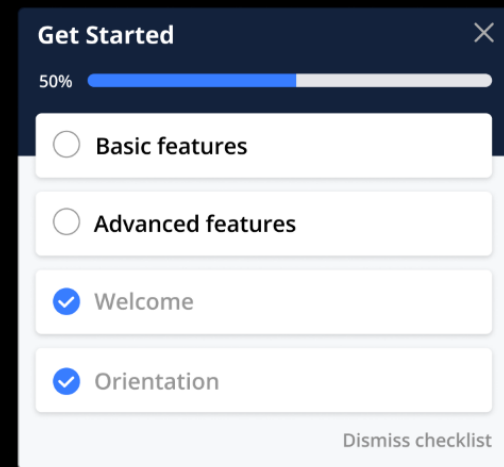 Get Started
50%
Basic features
Advanced features
Welcome
Orientation
Dismiss checklist